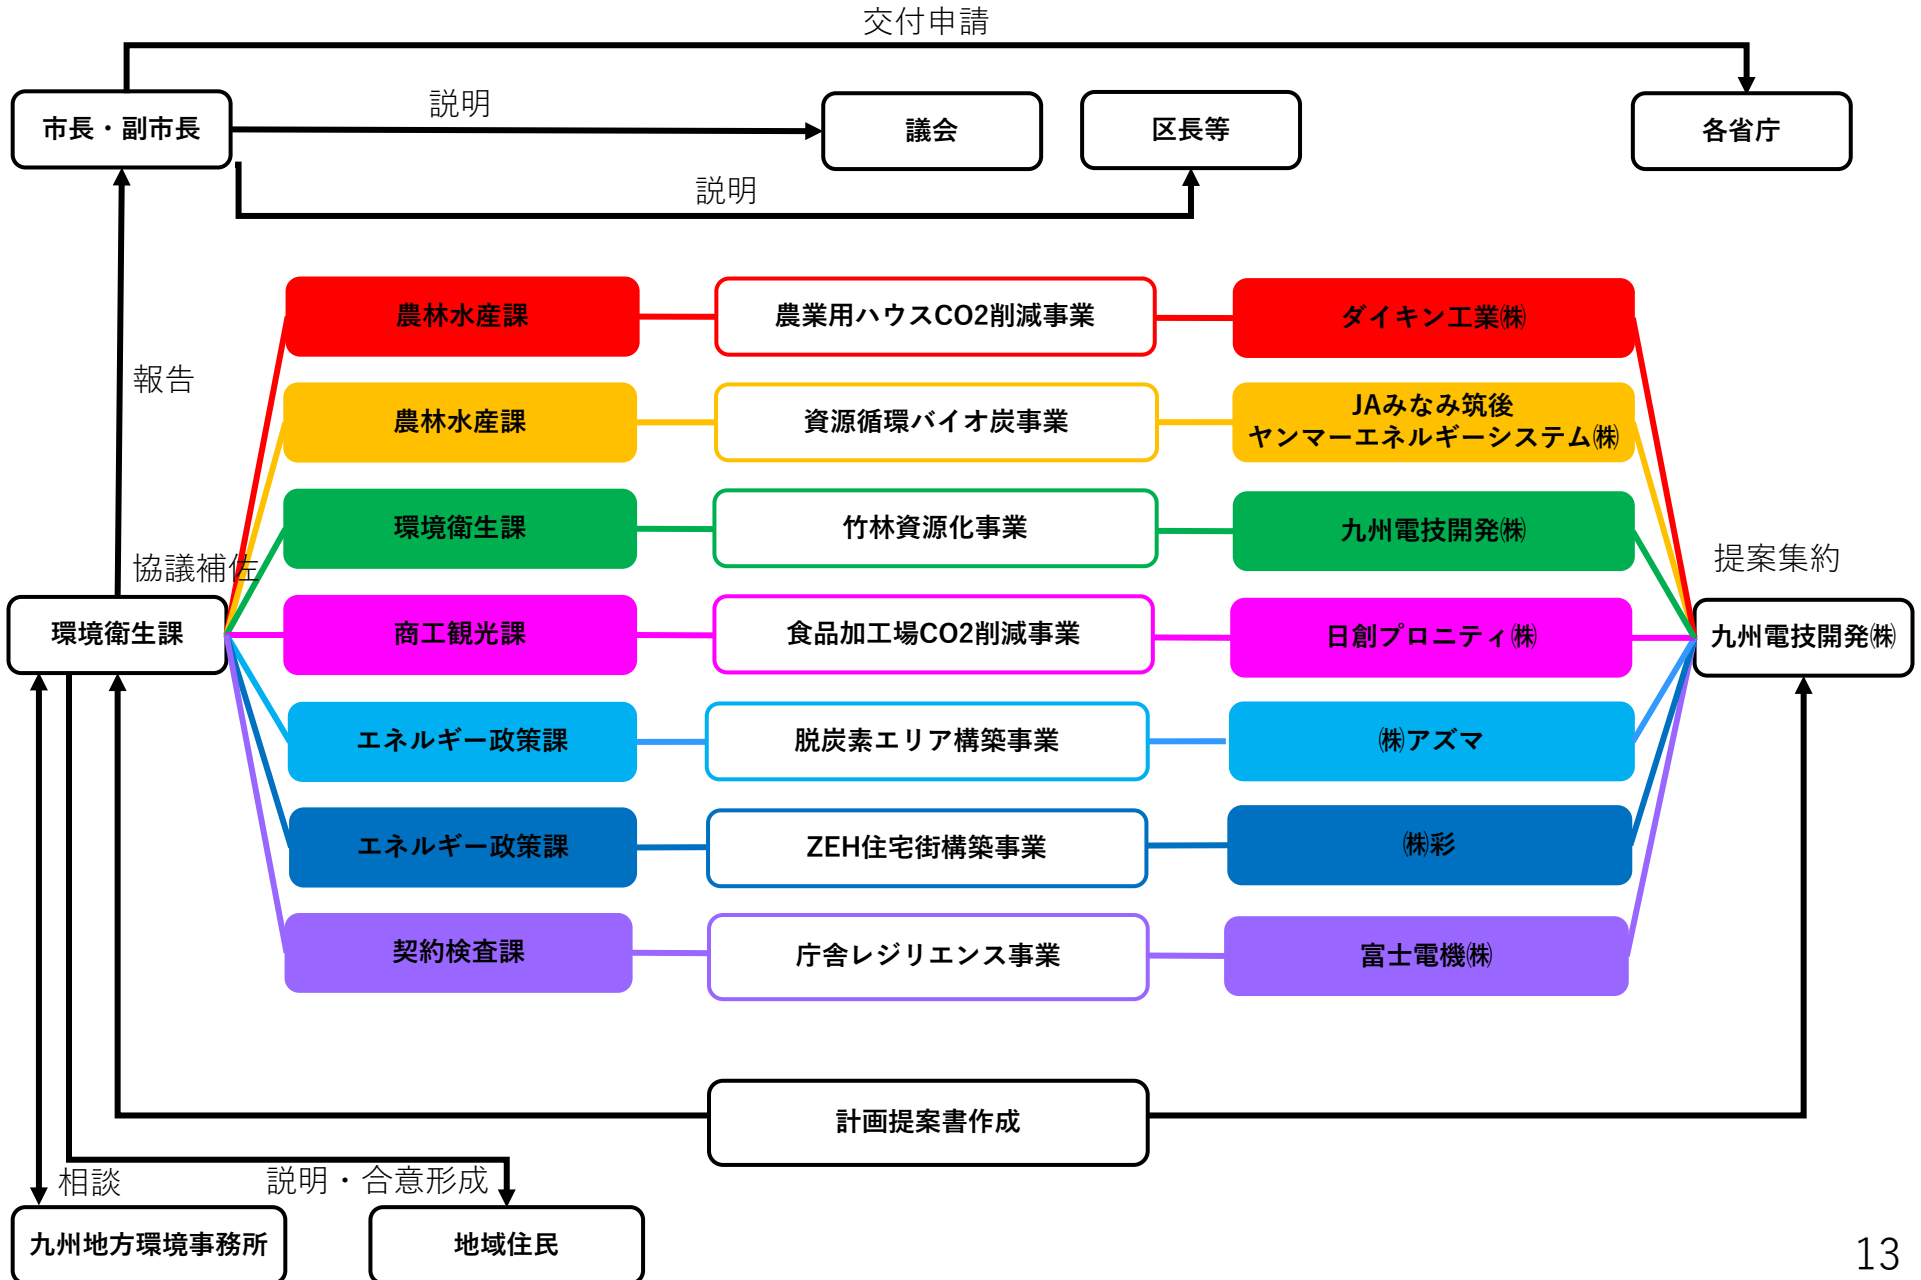 交付申請
市長・副市長
説明
議会
区長等
各省庁
説明
農林水産課
農業用ハウスCO2削減事業
ダイキン工業㈱
報告
農林水産課
資源循環バイオ炭事業
JAみなみ筑後
ヤンマーエネルギーシステム㈱
環境衛生課
竹林資源化事業
九州電技開発㈱
協議補佐
提案集約
環境衛生課
商工観光課
食品加工場CO2削減事業
日創プロニティ㈱
九州電技開発㈱
エネルギー政策課
脱炭素エリア構築事業
㈱アズマ
エネルギー政策課
ZEH住宅街構築事業
㈱彩
契約検査課
庁舎レジリエンス事業
富士電機㈱
計画提案書作成
相談
説明・合意形成
九州地方環境事務所
地域住民
13